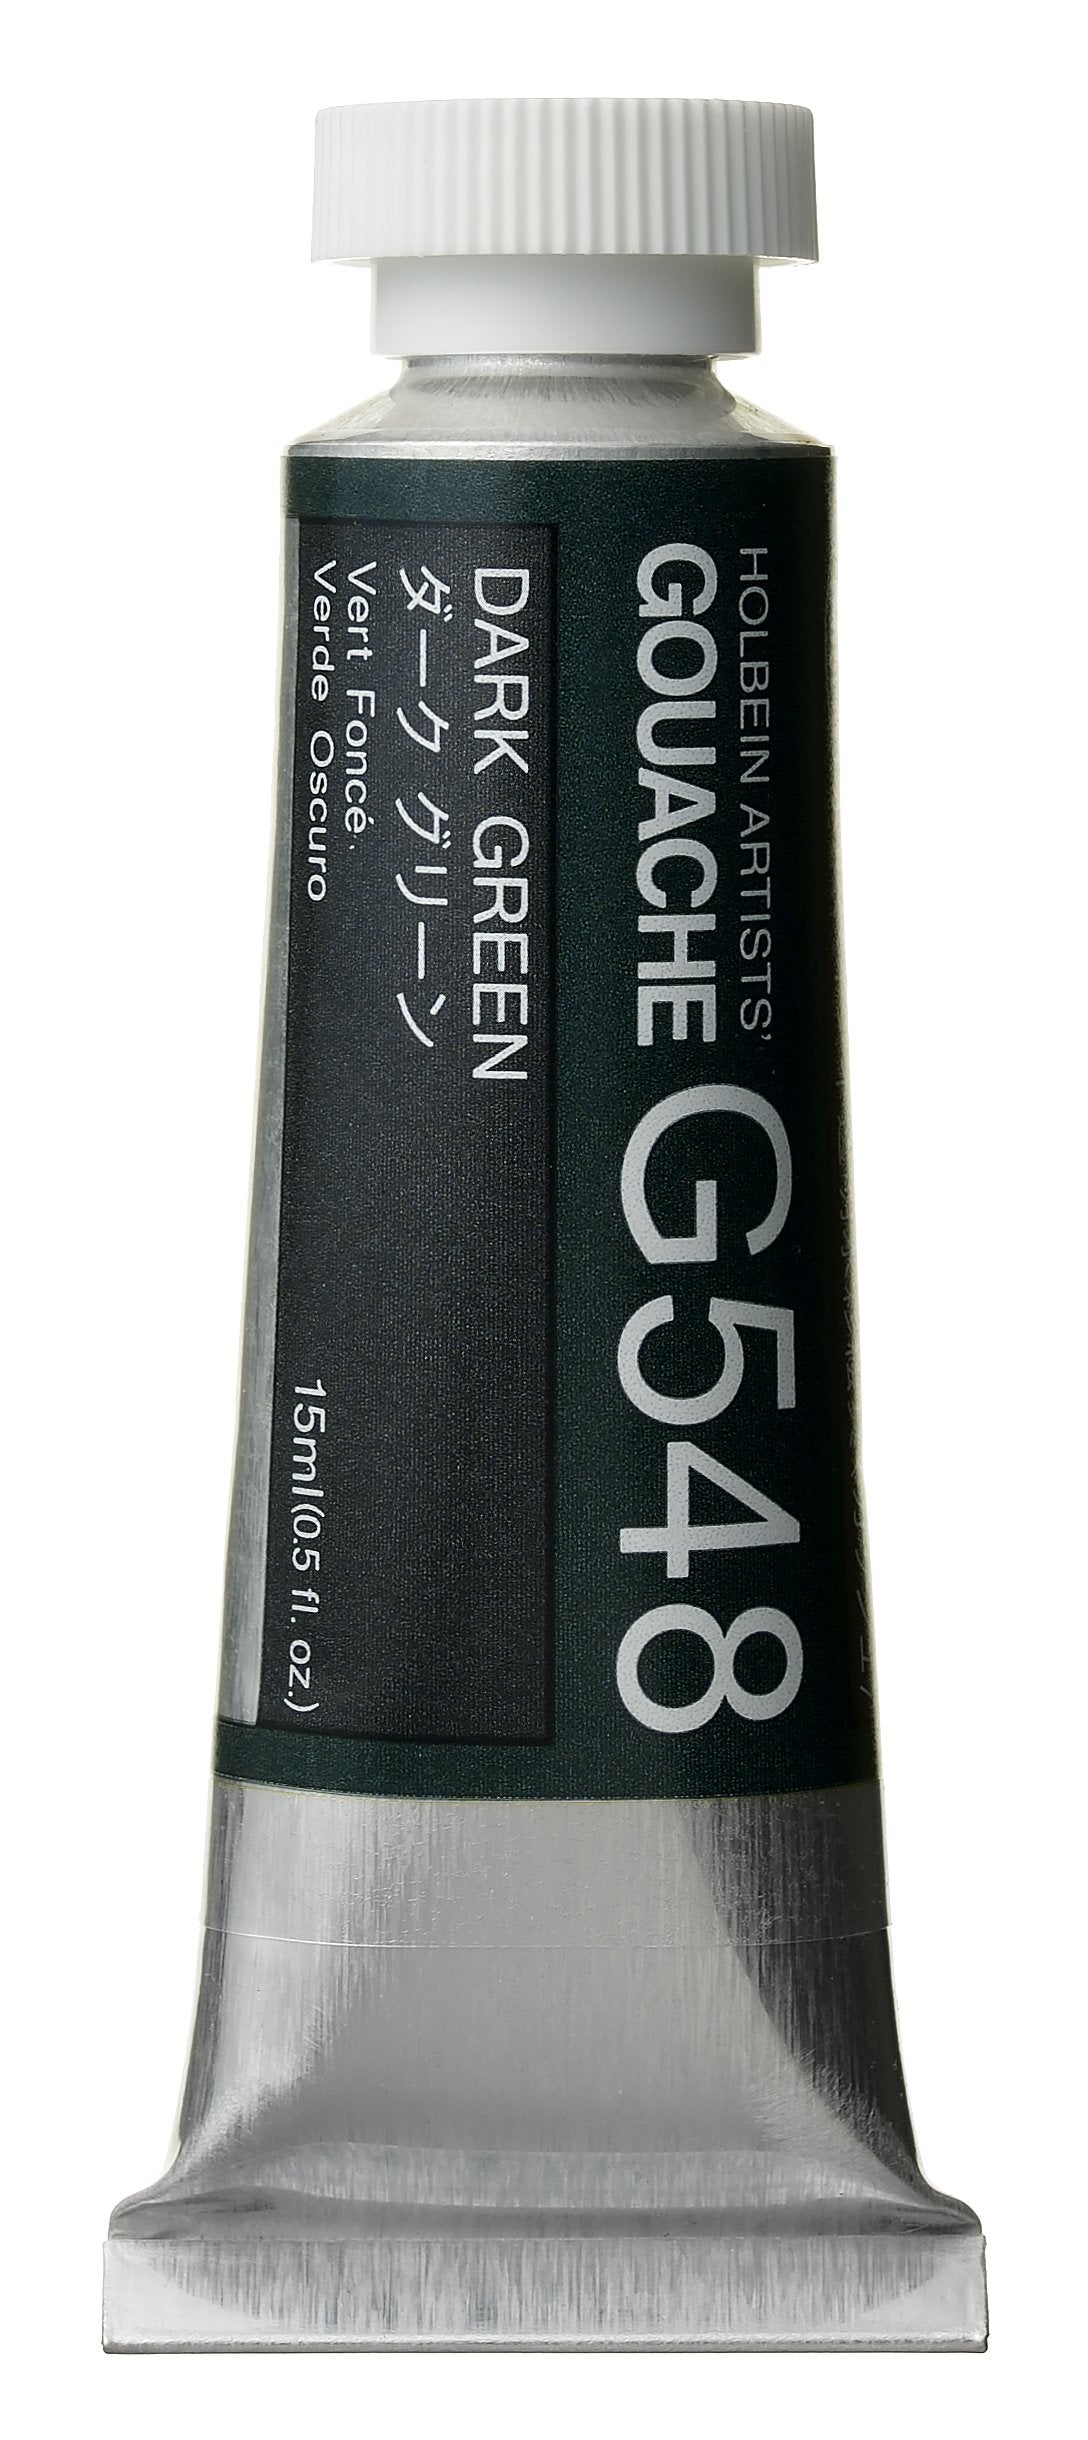 HOLBEIN ARTISTS'
GOUACHE G548
DARK GREEN
ダーク グリーン
Vert Foncé.
Verde Oscuro
15ml(0.5 fl. oz.)